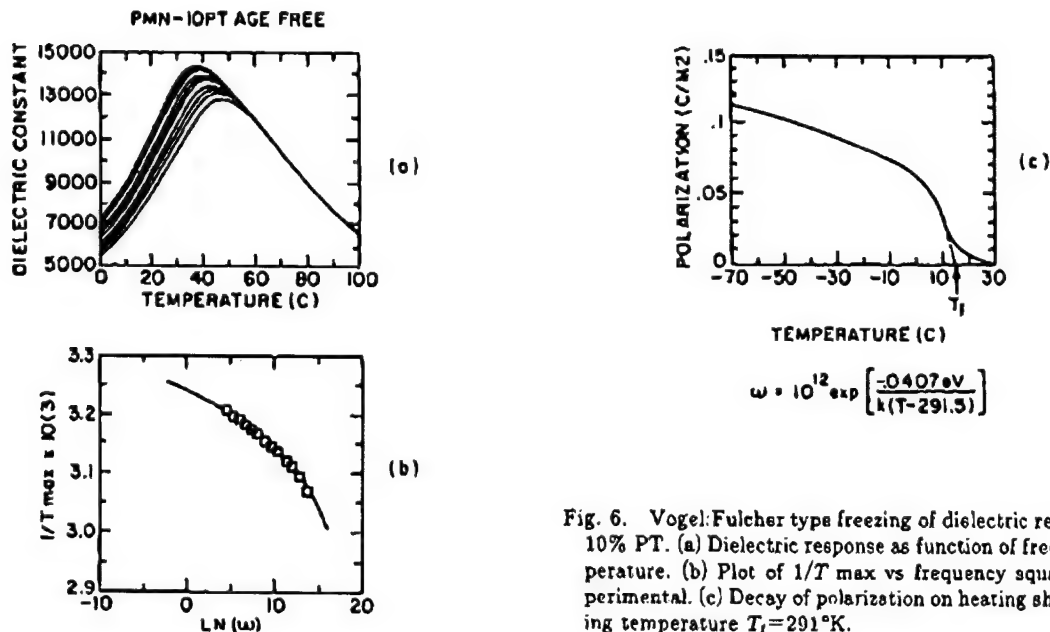 PMN-10PT AGE FREE
DIELECTRIC CONSTANT
15000
13000
11000
9000
7000
5000
0 20 40 60 80 100
TEMPERATURE (C)
(a)
1/T max x 10(3)
3.3
3.2
3.1
3.0
2.9
-10 0 10 20
LN (ω)
(b)
POLARIZATION (C/M2)
.15
.1
.05
0
-70 -50 -30 -10 10 30
Tf
TEMPERATURE (C)
(c)
ω = 10^12 exp [-.0407eV / k(T-291.5)]
Fig. 6. Vogel:Fulcher type freezing of dielectric re
10% PT. (a) Dielectric response as function of fre
perature. (b) Plot of 1/T max vs frequency squa
perimental. (c) Decay of polarization on heating sh
ing temperature Tf=291°K.